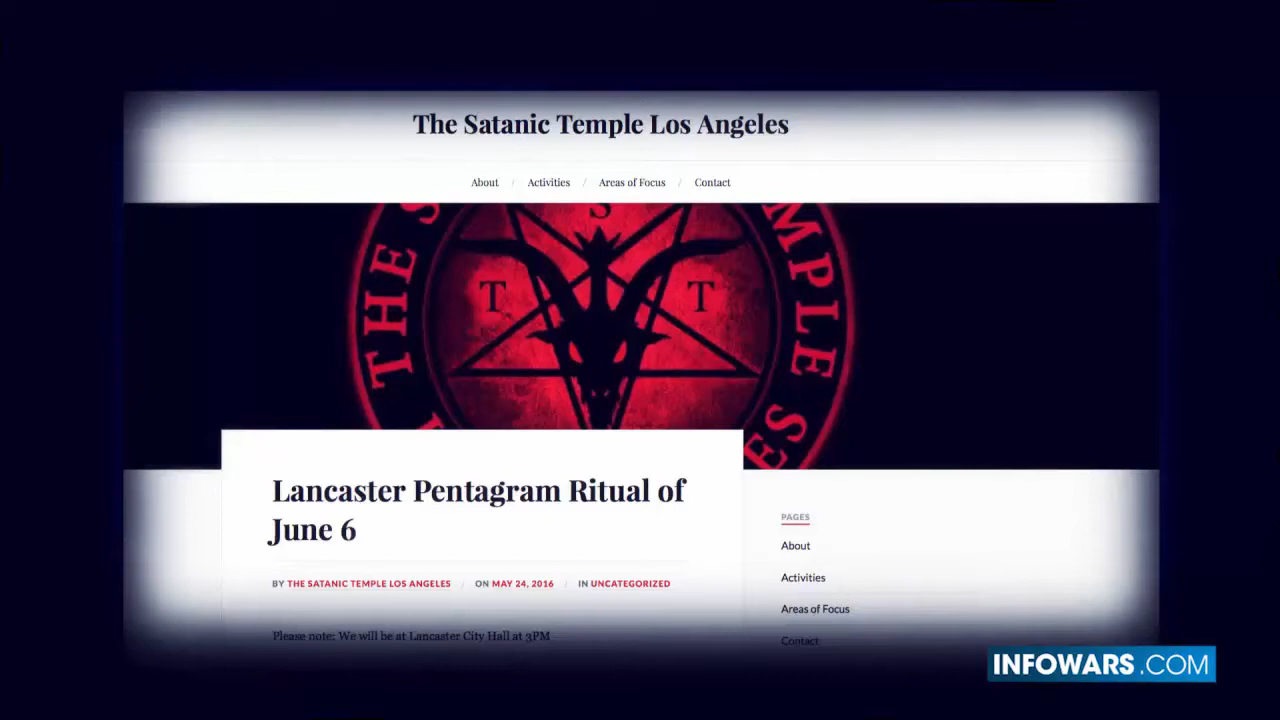 The Satanic Temple Los Angeles
About / Activities / Areas of Focus / Contact
THE S
S
MPLE
T T
ES
Lancaster Pentagram Ritual of
June 6
BY THE SATANIC TEMPLE LOS ANGELES / ON MAY 24, 2016 / IN UNCATEGORIZED
Please note: We will be at Lancaster City Hall at 3PM
PAGES
About
Activities
Areas of Focus
Contact
INFOWARS.COM